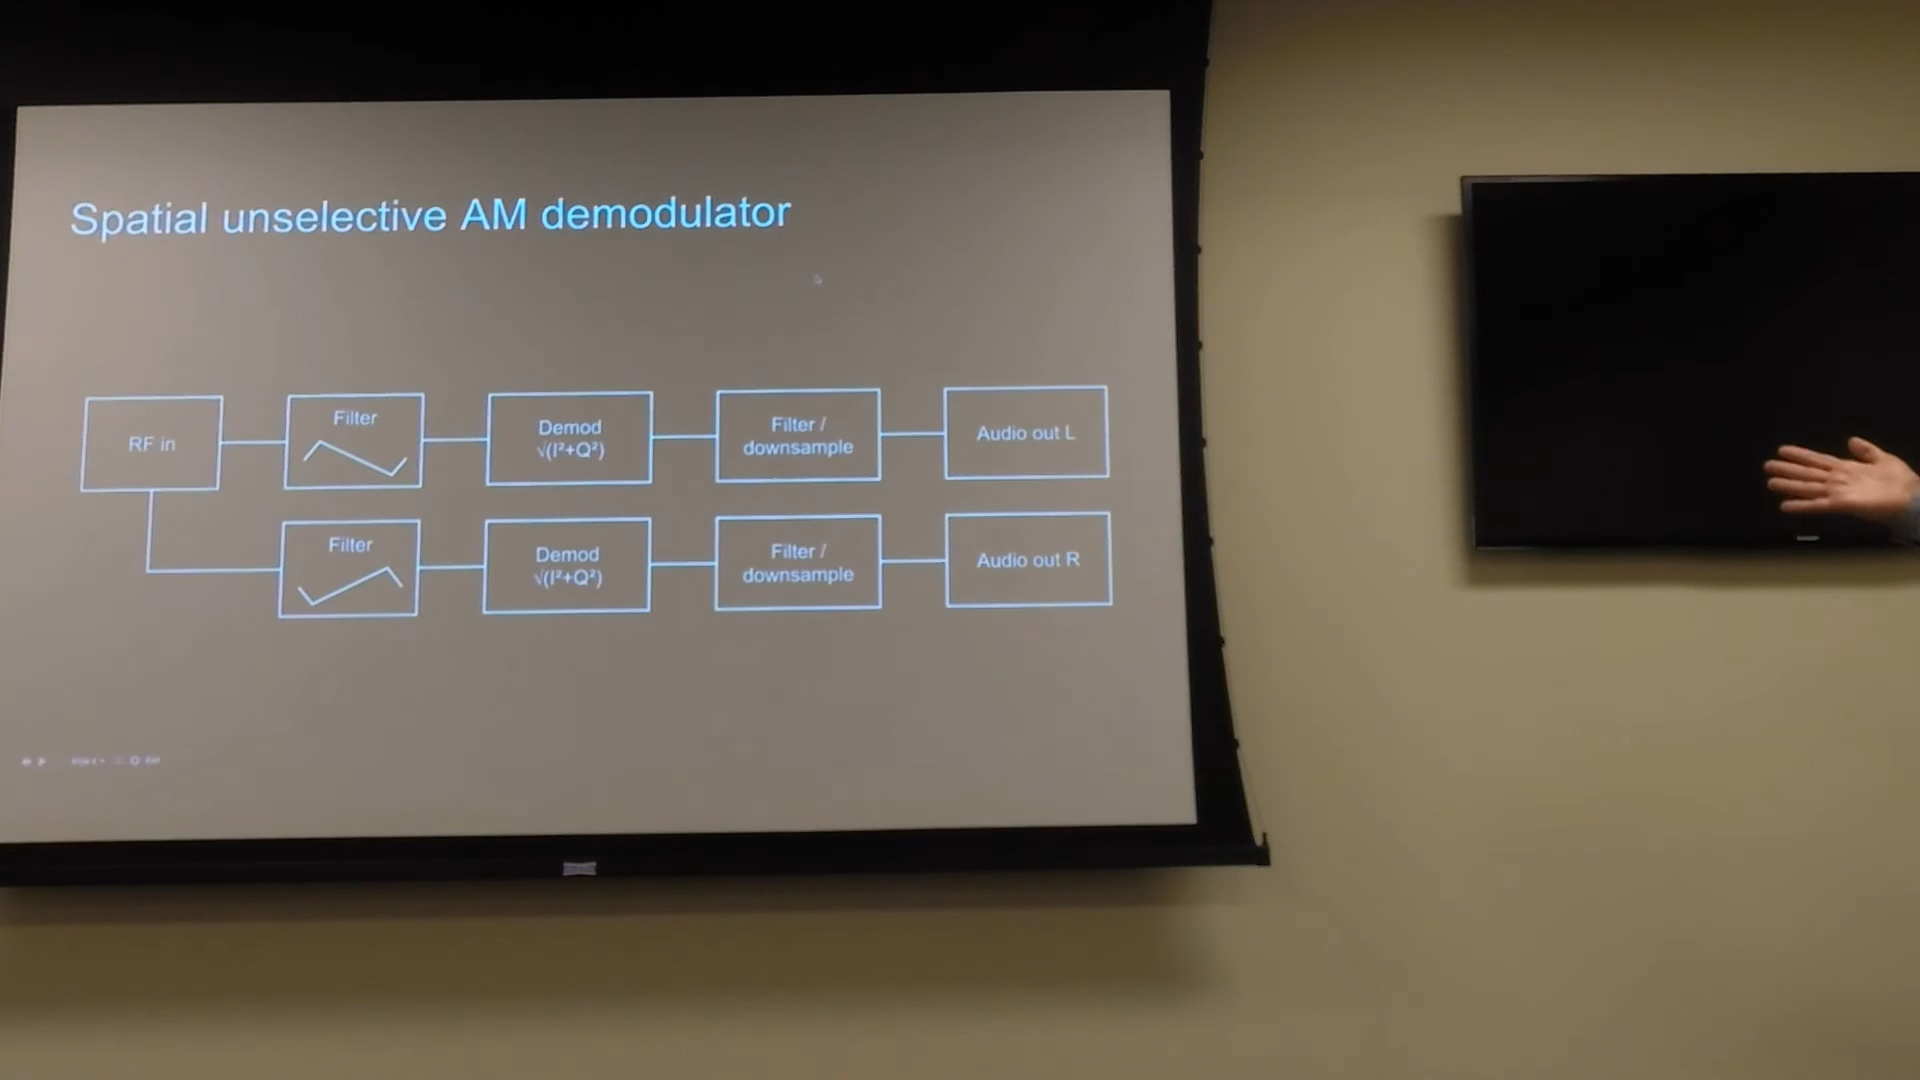 Spatial unselective AM demodulator
RF in
Filter
Demod
√(I²+Q²)
Filter /
downsample
Audio out L
Filter
Demod
√(I²+Q²)
Filter /
downsample
Audio out R